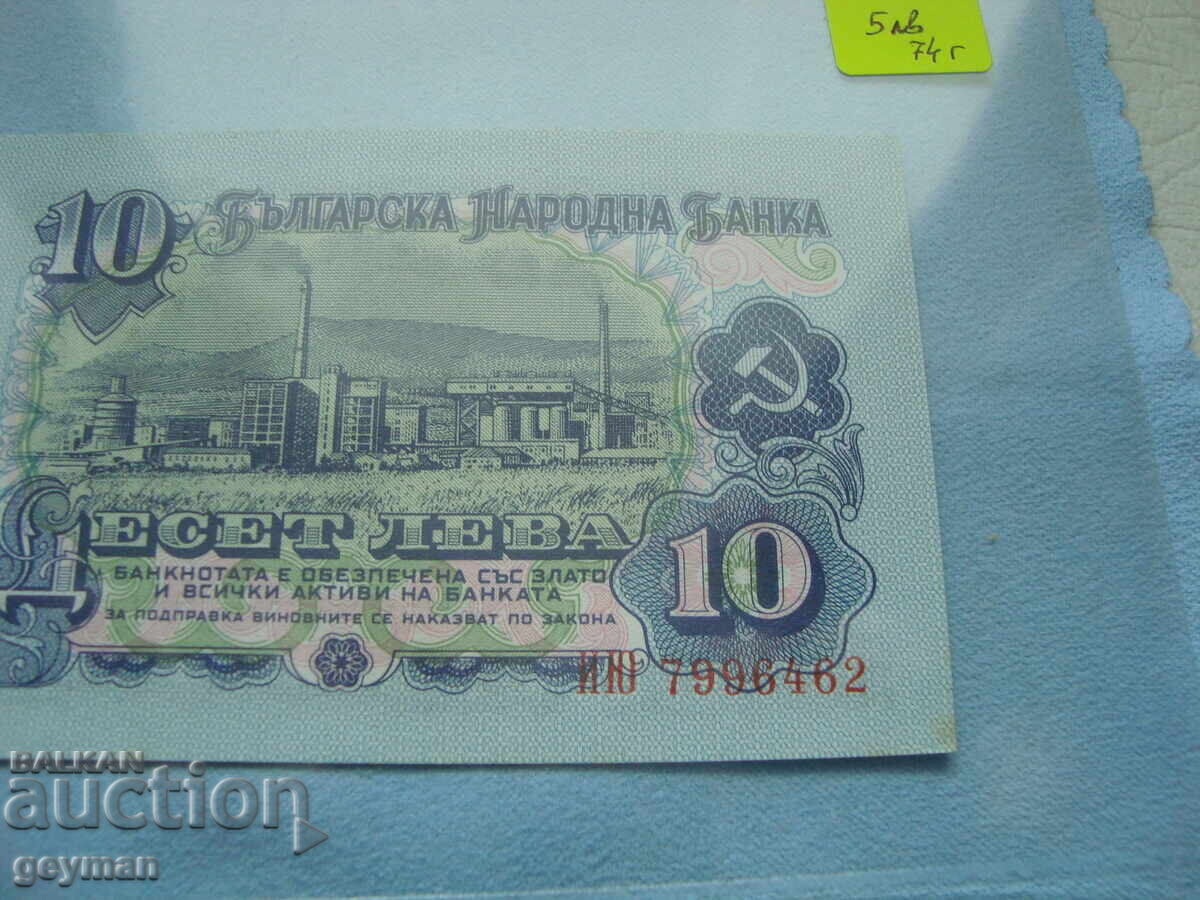 5 лв
74 г
10 БЪЛГАРСКА НАРОДНА БАНКА
ДЕСЕТ ЛЕВА
БАНКНОТАТА Е ОБЕЗПЕЧЕНА СЪС ЗЛАТО
И ВСИЧКИ АКТИВИ НА БАНКАТА
ЗА ПОДПРАВКА ВИНОВНИТЕ СЕ НАКАЗВАТ ПО ЗАКОНА
10
ИЮ 7996462
BALKAN
auction
geyman